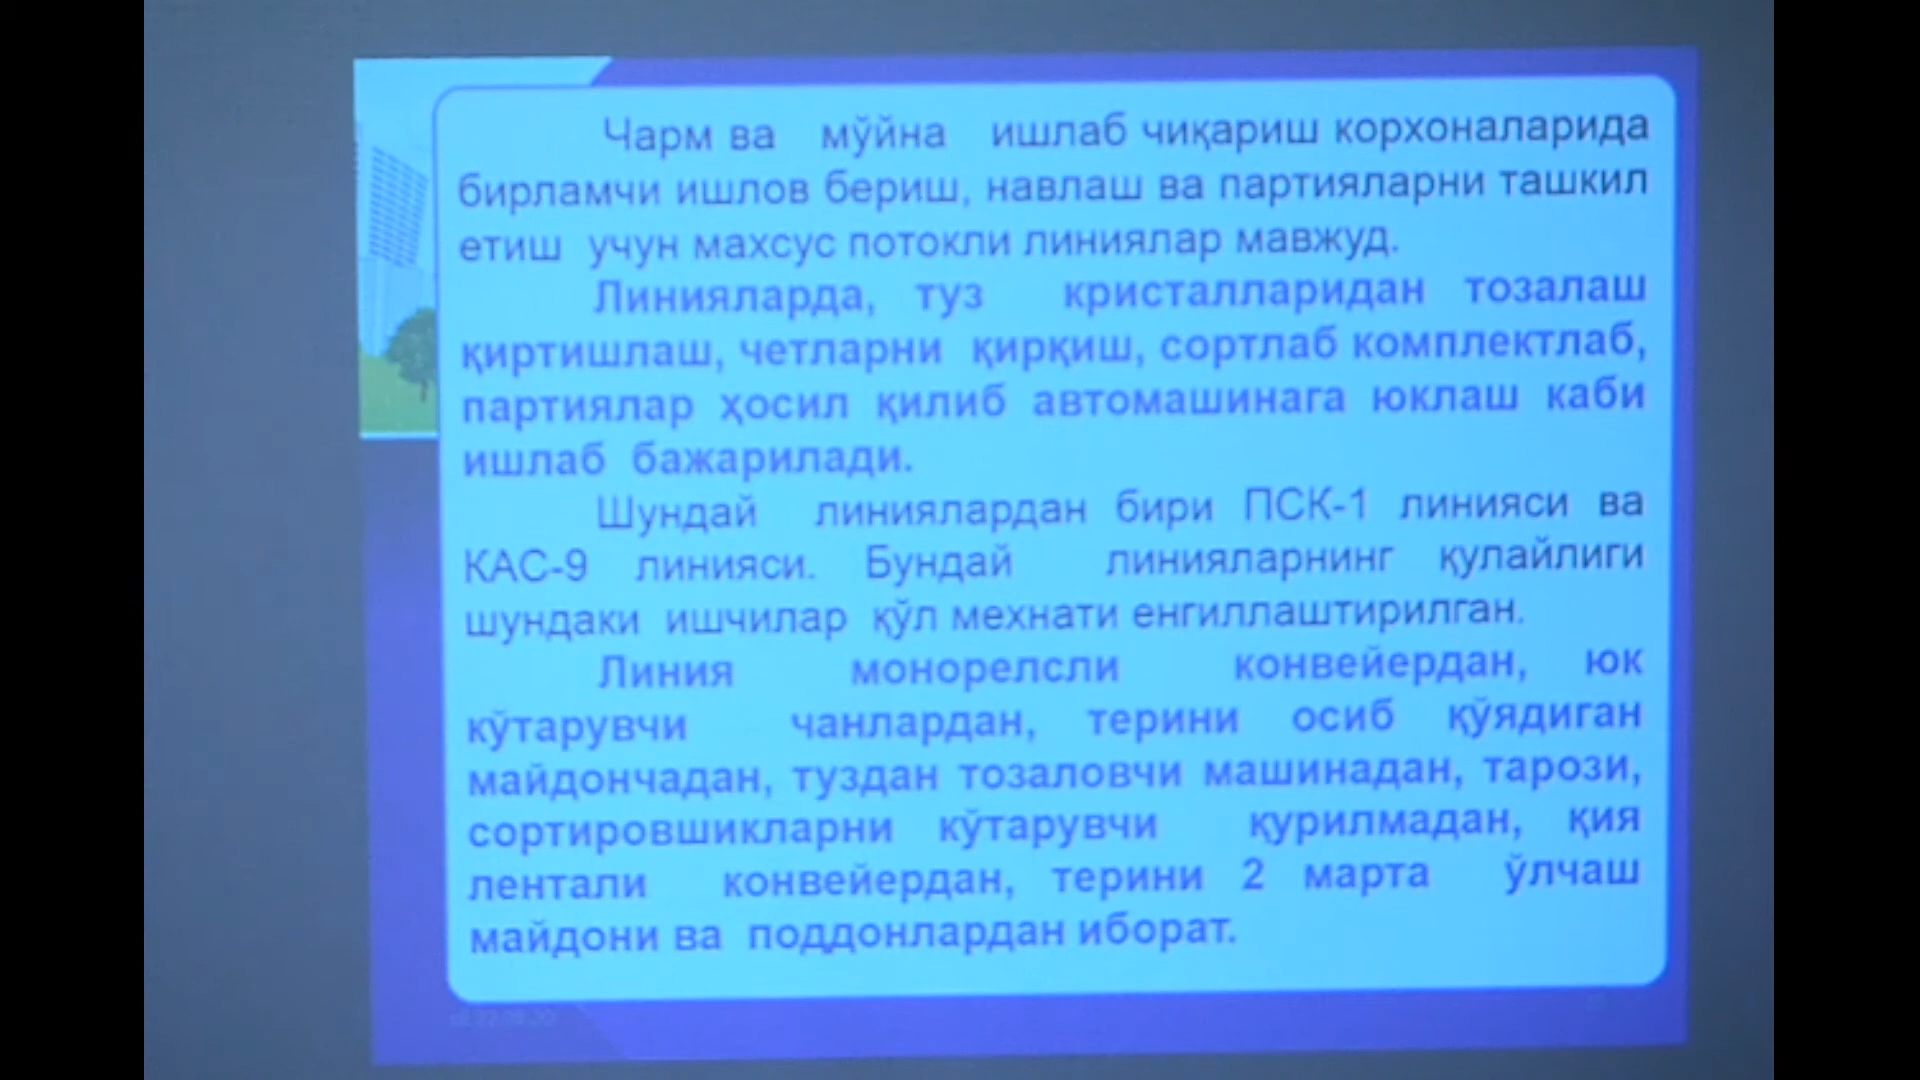 Чарм ва мўйна ишлаб чиқариш корхоналарида
бирламчи ишлов бериш, навлаш ва партияларни ташкил
етиш учун махсус потокли линиялар мавжуд.
Линияларда, туз кристалларидан тозалаш
қиртишлаш, четларни қирқиш, сортлаб комплектлаб,
партиялар ҳосил қилиб автомашинага юклаш каби
ишлаб бажарилади.
Шундай линиялардан бири ПСК-1 линияси ва
КАС-9 линияси. Бундай линияларнинг қулайлиги
шундаки ишчилар қўл мехнати енгиллаштирилган.
Линия монорелсли конвейердан, юк
кўтарувчи чанлардан, терини осиб қўядиган
майдончадан, туздан тозаловчи машинадан, тарози,
сортировшикларни кўтарувчи қурилмадан, қия
лентали конвейердан, терини 2 марта ўлчаш
майдони ва поддонлардан иборат.